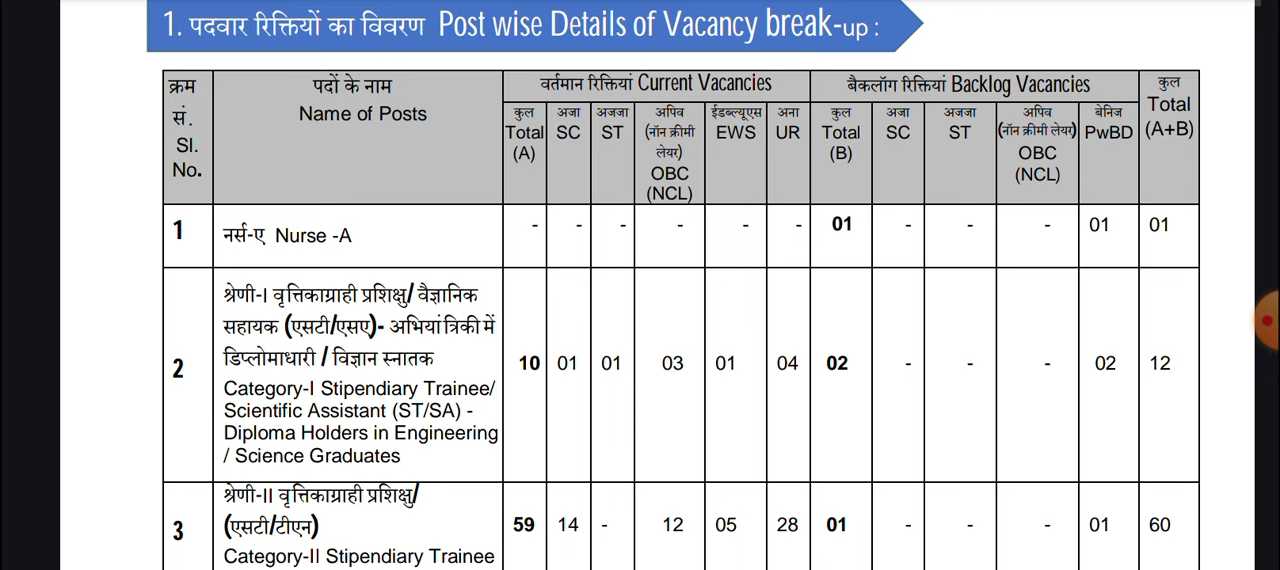 1. पदवार रिक्तियों का विवरण Post wise Details of Vacancy break-up :
क्रम सं. Sl. No.
पदों के नाम Name of Posts
वर्तमान रिक्तियां Current Vacancies
बैकलॉग रिक्तियां Backlog Vacancies
कुल Total (A+B)
कुल Total (A)
अजा SC
अजजा ST
अपिव (नॉन क्रीमी लेयर) OBC (NCL)
ईडब्ल्यूएस EWS
अना UR
कुल Total (B)
अजा SC
अजजा ST
अपिव (नॉन क्रीमी लेयर) OBC (NCL)
बेनिज PwBD
1 नर्स-ए Nurse -A - - - - - - 01 - - - 01 01
2 श्रेणी-I वृत्तिकाग्राही प्रशिक्षु/ वैज्ञानिक
सहायक (एसटी/एसए)- अभियांत्रिकी में
डिप्लोमाधारी / विज्ञान स्नातक
Category-I Stipendiary Trainee/
Scientific Assistant (ST/SA) -
Diploma Holders in Engineering
/ Science Graduates
10 01 01 03 01 04 02 - - - 02 12
3 श्रेणी-II वृत्तिकाग्राही प्रशिक्षु/
(एसटी/टीएन)
Category-II Stipendiary Trainee
59 14 - 12 05 28 01 - - - 01 60